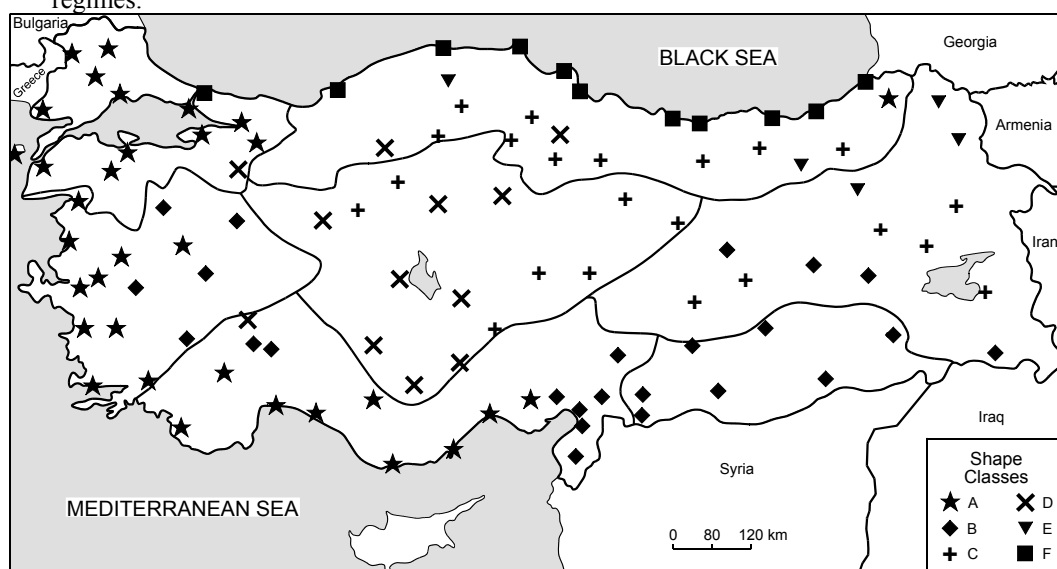 regimes.
Bulgaria
Greece
BLACK SEA
Georgia
Armenia
Iran
Iraq
Syria
MEDITERRANEAN SEA
0 80 120 km
Shape
Classes
A
B
C
D
E
F